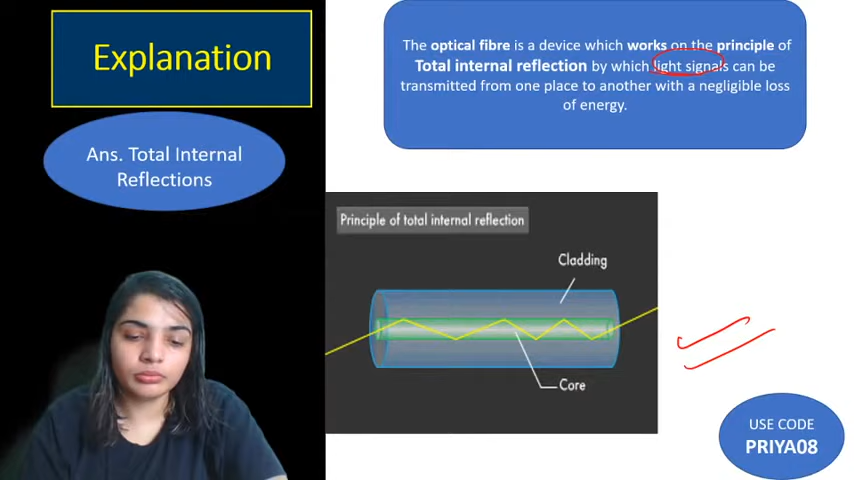 Explanation
Ans. Total Internal
Reflections
The optical fibre is a device which works on the principle of
Total internal reflection by which light signals can be
transmitted from one place to another with a negligible loss
of energy.
Principle of total internal reflection
Cladding
Core
USE CODE
PRIYA08